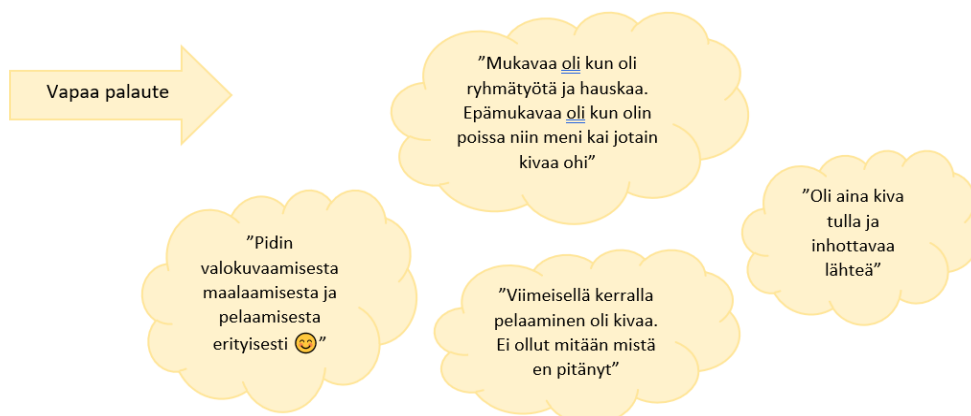 Vapaa palaute
”Mukavaa oli kun oli
ryhmätyötä ja hauskaa.
Epämukavaa oli kun olin
poissa niin meni kai jotain
kivaa ohi”
”Oli aina kiva
tulla ja
inhottavaa
lähteä”
”Pidin
valokuvaamisesta
maalaamisesta ja
pelaamisesta
erityisesti 😊”
”Viimeisellä kerralla
pelaaminen oli kivaa.
Ei ollut mitään mistä
en pitänyt”